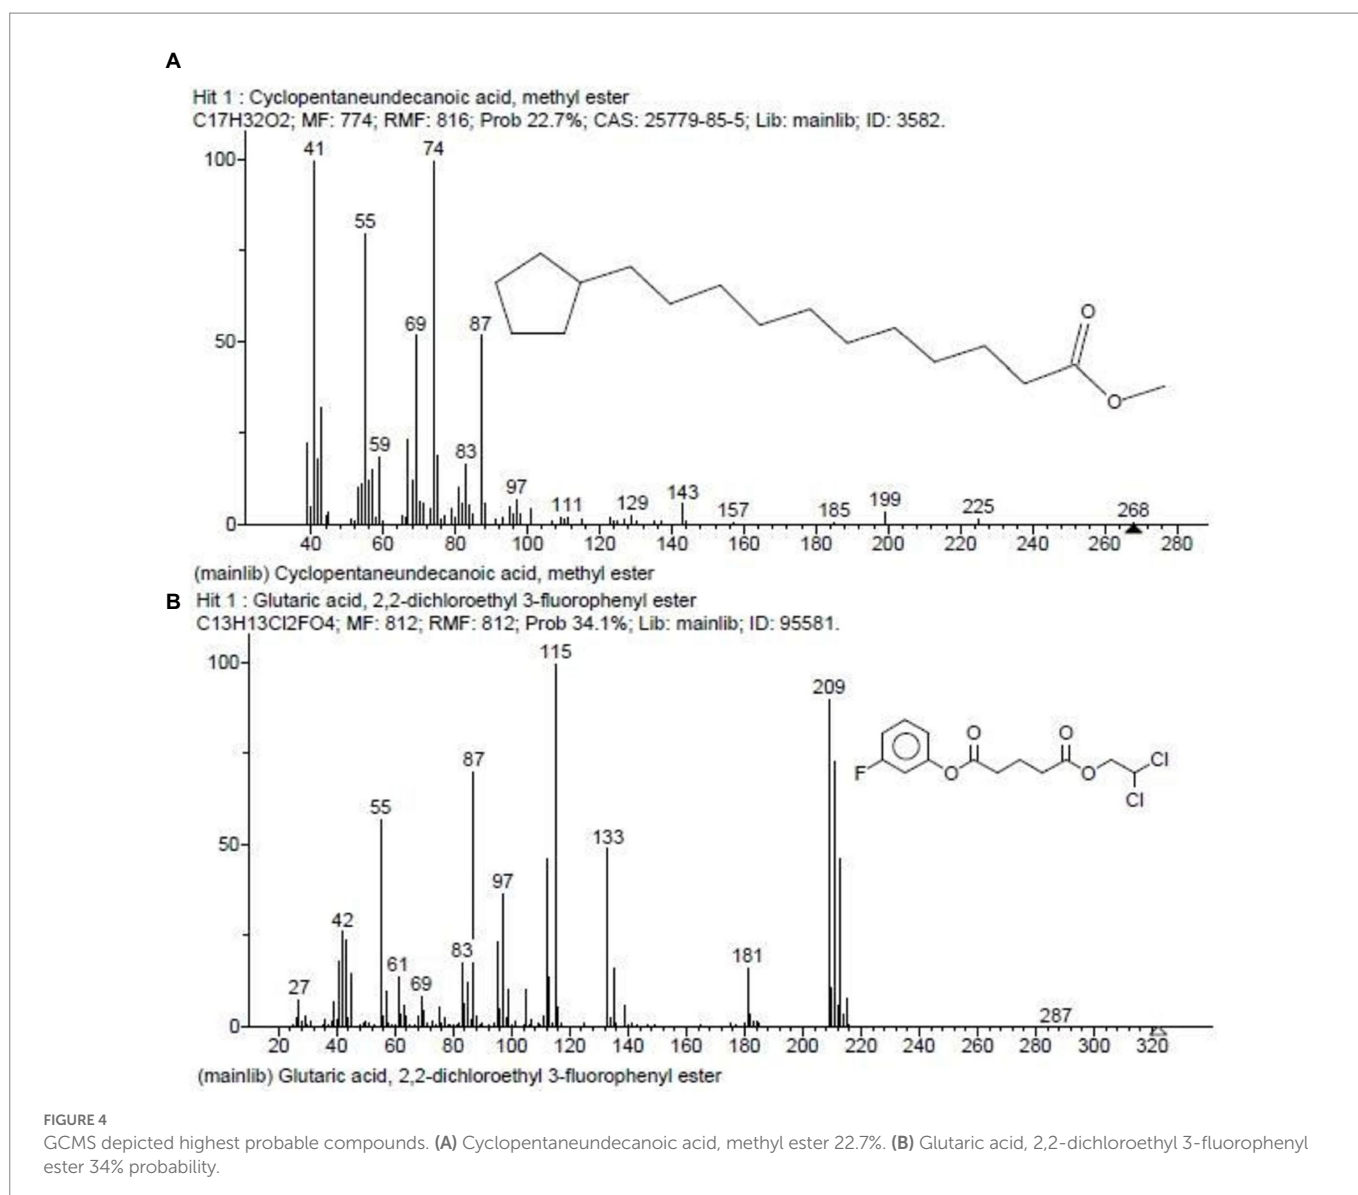 A
Hit 1 : Cyclopentaneundecanoic acid, methyl ester
C17H32O2; MF: 774; RMF: 816; Prob 22.7%; CAS: 25779-85-5; Lib: mainlib; ID: 3582.
100
50
0
41
74
55
69
87
59
83
97
111
129
143
157
185
199
225
268
O
O
40 60 80 100 120 140 160 180 200 220 240 260 280
(mainlib) Cyclopentaneundecanoic acid, methyl ester
B
Hit 1 : Glutaric acid, 2,2-dichloroethyl 3-fluorophenyl ester
C13H13Cl2FO4; MF: 812; RMF: 812; Prob 34.1%; Lib: mainlib; ID: 95581.
100
50
0
115
209
87
55
133
97
42
83
61
69
27
181
287
F
O
O
O
O
Cl
Cl
20 40 60 80 100 120 140 160 180 200 220 240 260 280 300 320
(mainlib) Glutaric acid, 2,2-dichloroethyl 3-fluorophenyl ester
FIGURE 4
GCMS depicted highest probable compounds. (A) Cyclopentaneundecanoic acid, methyl ester 22.7%. (B) Glutaric acid, 2,2-dichloroethyl 3-fluorophenyl
ester 34% probability.